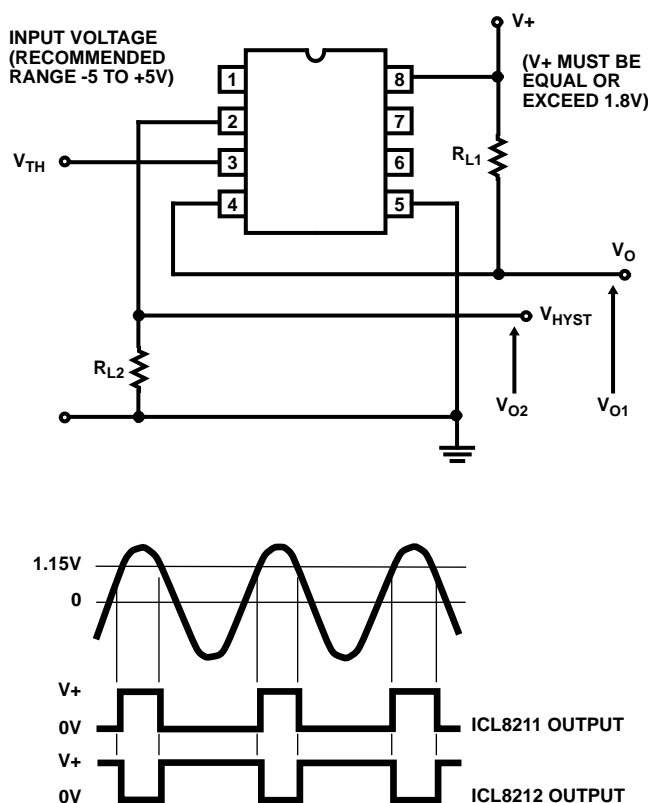 INPUT VOLTAGE
(RECOMMENDED
RANGE -5 TO +5V)
V+
(V+ MUST BE
EQUAL OR
EXCEED 1.8V)
1
2
3
4
8
7
6
5
VTH
RL1
VO
VHYST
RL2
VO2
VO1
1.15V
0
V+
0V
ICL8211 OUTPUT
V+
0V
ICL8212 OUTPUT